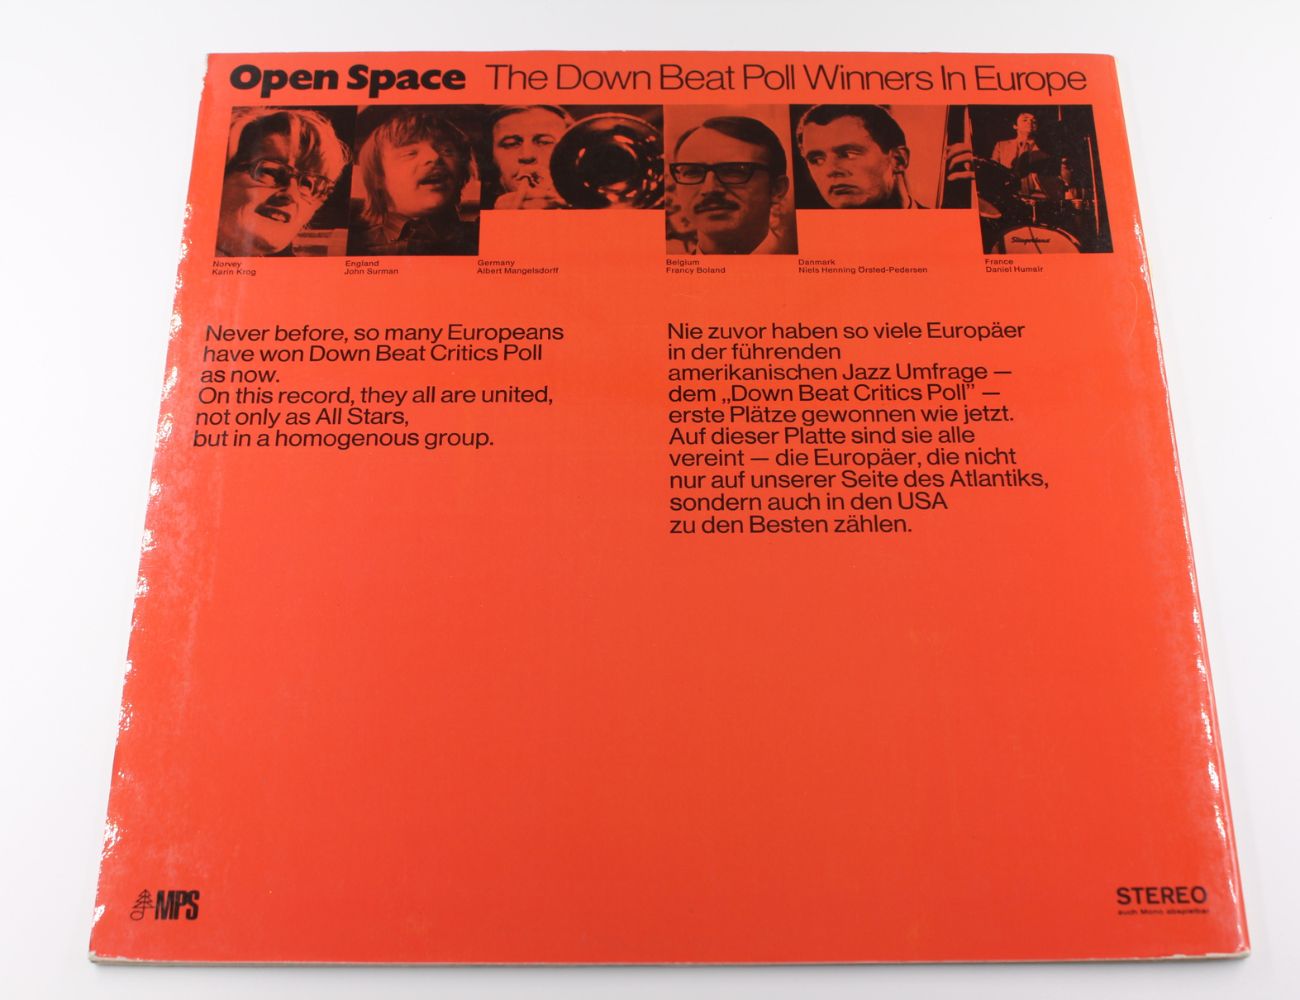 Open Space The Down Beat Poll Winners In Europe
Slingerland
Norvey
Karin Krog
England
John Surman
Germany
Albert Mangelsdorff
Belgium
Francy Boland
Danmark
Niels Henning Örsted-Pedersen
France
Daniel Humair
Never before, so many Europeans
have won Down Beat Critics Poll
as now.
On this record, they all are united,
not only as All Stars,
but in a homogenous group.
Nie zuvor haben so viele Europäer
in der führenden
amerikanischen Jazz Umfrage —
dem „Down Beat Critics Poll” —
erste Plätze gewonnen wie jetzt.
Auf dieser Platte sind sie alle
vereint — die Europäer, die nicht
nur auf unserer Seite des Atlantiks,
sondern auch in den USA
zu den Besten zählen.
MPS
STEREO
auch Mono abspielbar